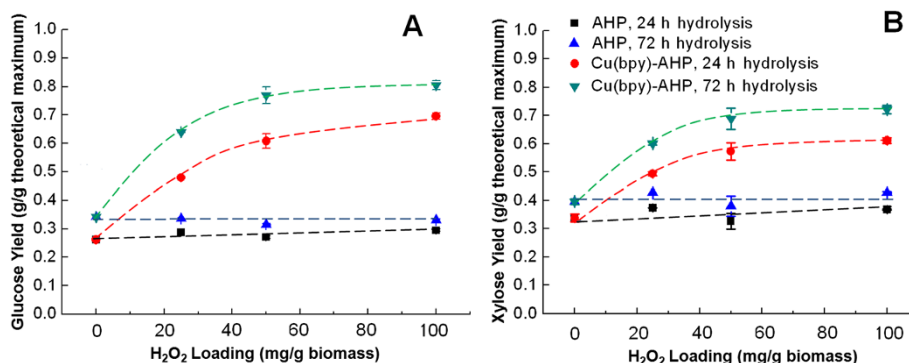 A
1.0
0.9
0.8
0.7
0.6
0.5
0.4
0.3
0.2
0.1
0.0
Glucose Yield (g/g theoretical maximum)
0 20 40 60 80 100
H₂O₂ Loading (mg/g biomass)
B
AHP, 24 h hydrolysis
AHP, 72 h hydrolysis
Cu(bpy)-AHP, 24 h hydrolysis
Cu(bpy)-AHP, 72 h hydrolysis
1.0
0.9
0.8
0.7
0.6
0.5
0.4
0.3
0.2
0.1
0.0
Xylose Yield (g/g theoretical maximum)
0 20 40 60 80 100
H₂O₂ Loading (mg/g biomass)